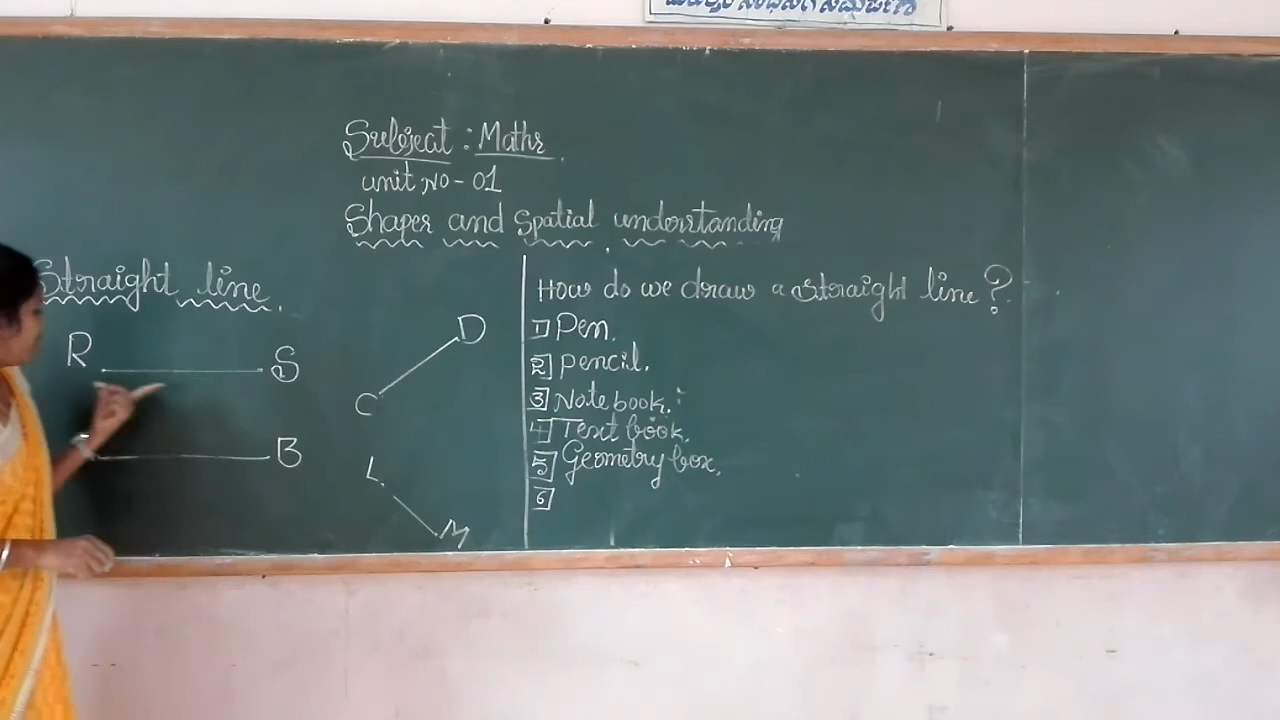 Subject : Maths
unit no - 01
Shapes and Spatial understanding
Straight line.
R S
B
D
C
L
M
How do we draw a straight line?
1 Pen.
2 pencil.
3 Note book.
4 Text book.
5 Geometry box.
6